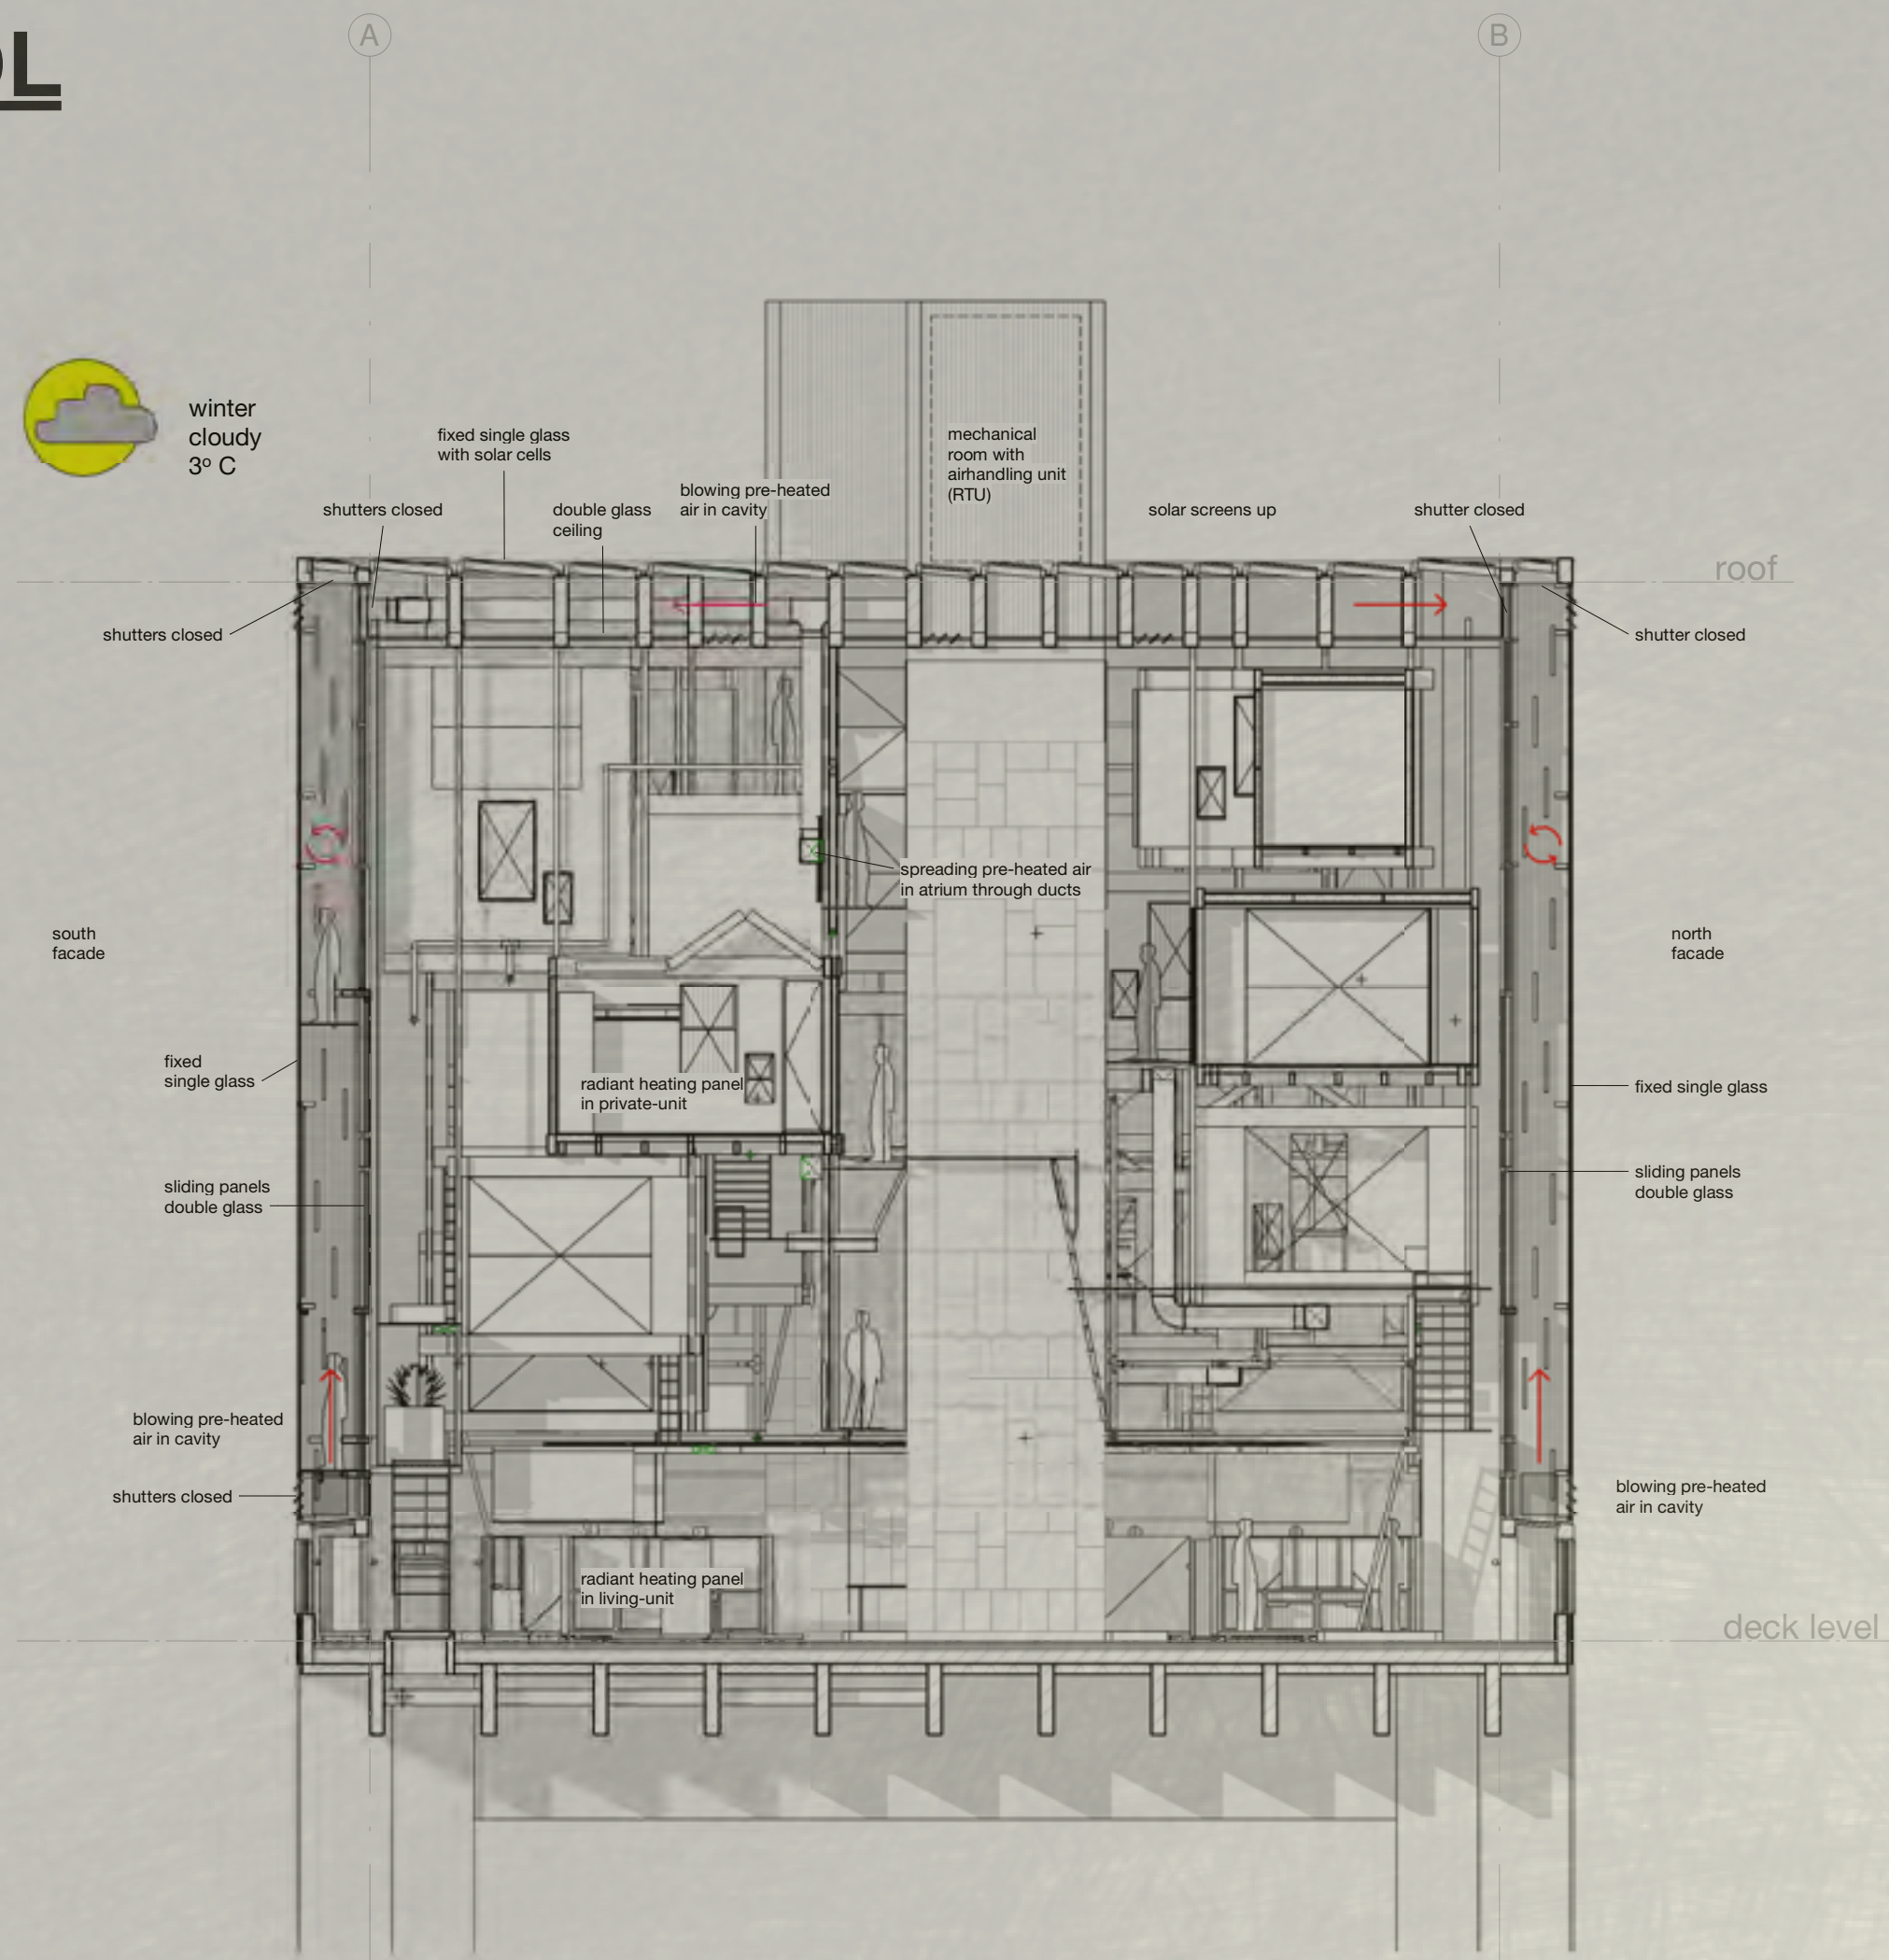 OL
A
B
winter
cloudy
3º C
fixed single glass
with solar cells
mechanical
room with
airhandling unit
(RTU)
blowing pre-heated
air in cavity
shutters closed
double glass
ceiling
solar screens up
shutter closed
roof
shutters closed
shutter closed
spreading pre-heated air
in atrium through ducts
south
facade
north
facade
fixed
single glass
radiant heating panel
in private-unit
fixed single glass
sliding panels
double glass
sliding panels
double glass
blowing pre-heated
air in cavity
shutters closed
blowing pre-heated
air in cavity
radiant heating panel
in living-unit
deck level